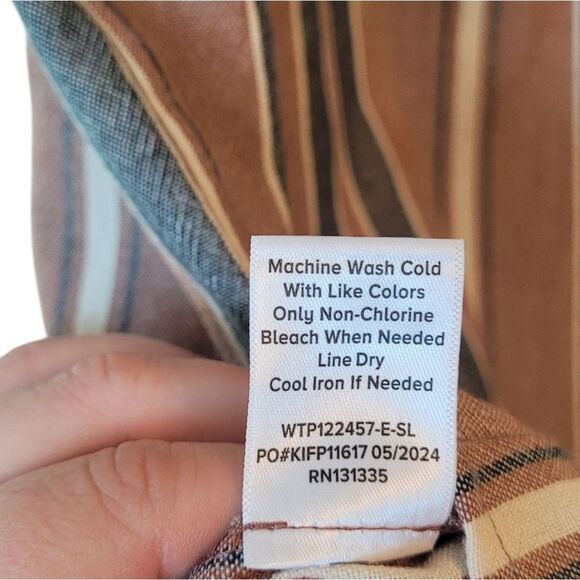 Machine Wash Cold
With Like Colors
Only Non-Chlorine
Bleach When Needed
Line Dry
Cool Iron If Needed
WTP122457-E-SL
PO#KIFP11617 05/2024
RN131335